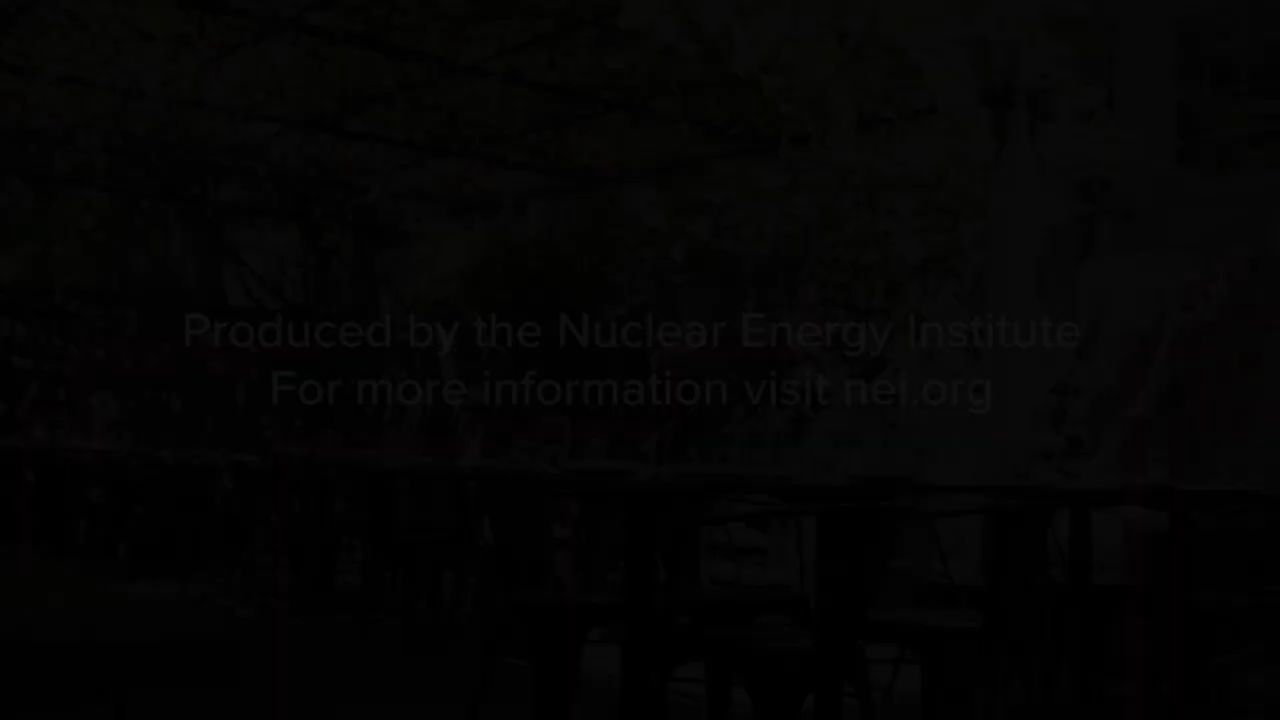 Produced by the Nuclear Energy Institute
For more information visit nei.org